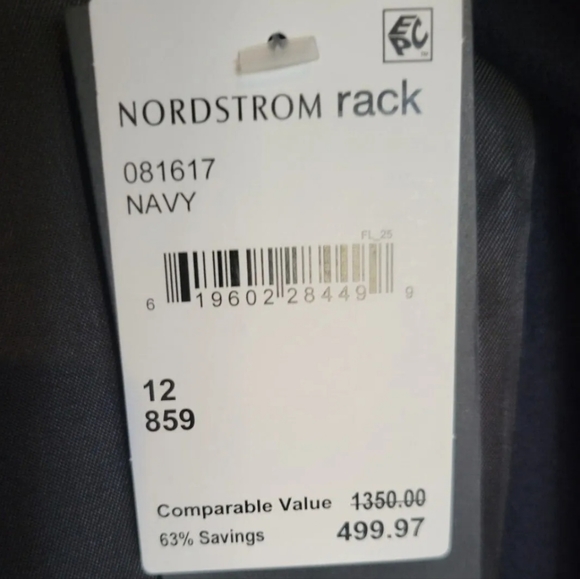 EPC
NORDSTROM rack
081617
NAVY
FL_25
6 19602 28449 9
12
859
Comparable Value 1350.00
63% Savings 499.97